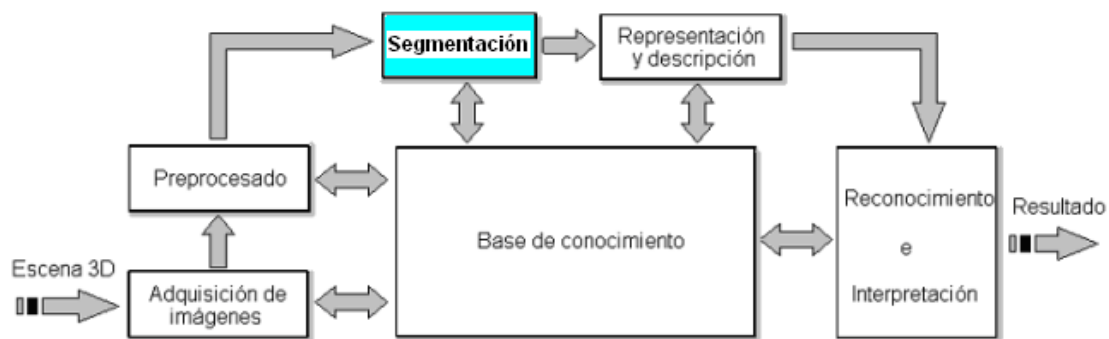 Segmentación
Representación
y descripción
Preprocesado
Base de conocimiento
Reconocimiento
e
Interpretación
Resultado
Escena 3D
Adquisición de
imágenes